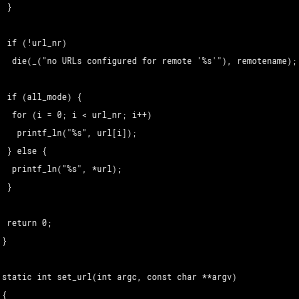 }
if (!url_nr)
die(_("no URLs configured for remote '%s'"), remotename);
if (all_mode) {
for (i = 0; i < url_nr; i++)
printf_ln("%s", url[i]);
} else {
printf_ln("%s", *url);
}
return 0;
}
static int set_url(int argc, const char **argv)
{